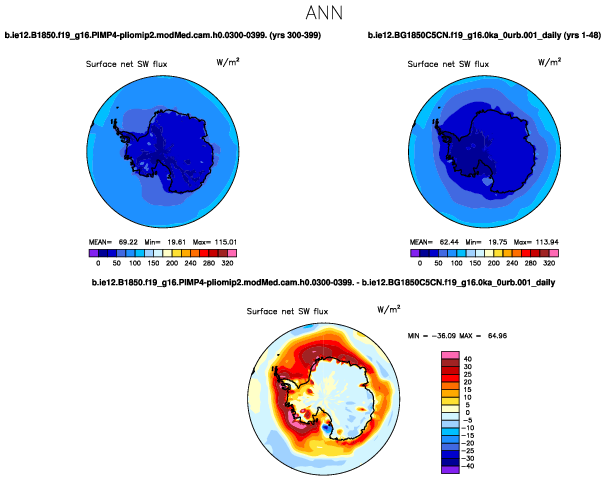 ANN
b.ie12.B1850.f19_g16.PIMP4-pliomip2.modMed.cam.h0.0300-0399. (yrs 300-399)
b.ie12.BG1850C5CN.f19_g16.0ka_0urb.001_daily (yrs 1-48)
Surface net SW flux W/m²
Surface net SW flux W/m²
MEAN= 69.22 Min= 19.61 Max= 115.01
MEAN= 62.44 Min= 19.75 Max= 113.94
0 50 100 150 200 240 280 320
0 50 100 150 200 240 280 320
b.ie12.B1850.f19_g16.PIMP4-pliomip2.modMed.cam.h0.0300-0399. - b.ie12.BG1850C5CN.f19_g16.0ka_0urb.001_daily
Surface net SW flux W/m²
MIN = -36.09 MAX = 64.96
40
35
30
25
20
15
10
5
0
-5
-10
-15
-20
-25
-30
-35
-40